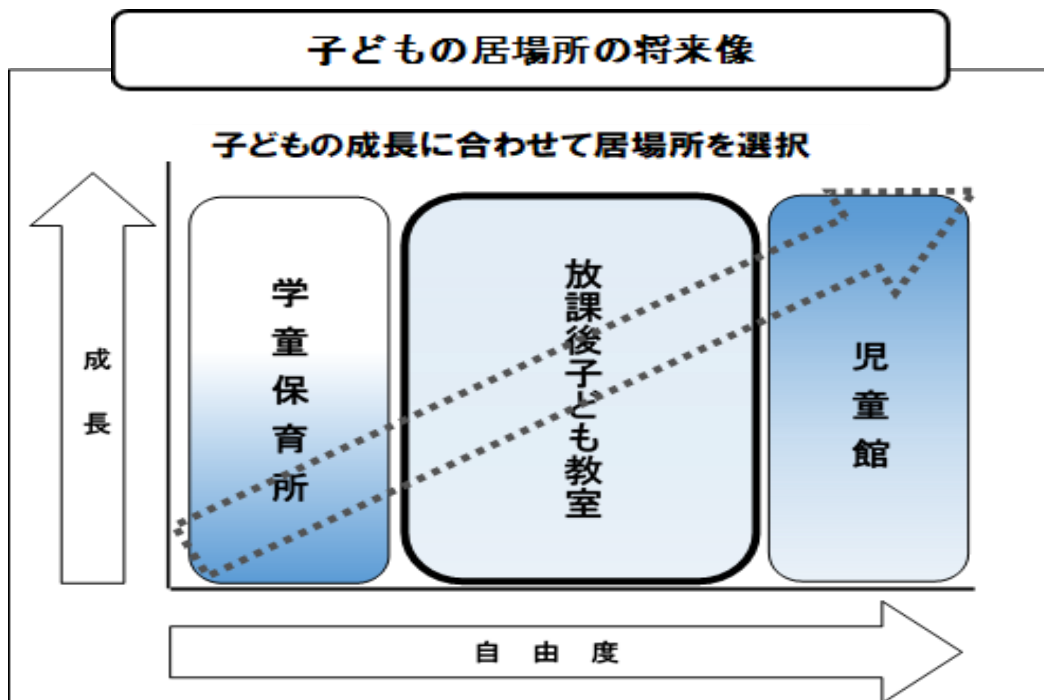 子どもの居場所の将来像
子どもの成長に合わせて居場所を選択
成長
学童保育所
放課後子ども教室
児童館
自由度